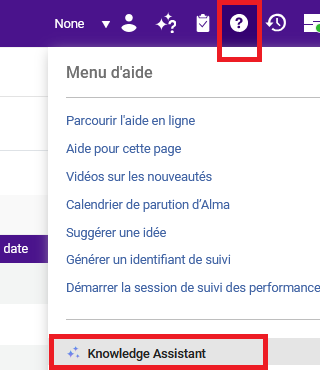 None
Menu d'aide
Parcourir l'aide en ligne
Aide pour cette page
Vidéos sur les nouveautés
Calendrier de parution d’Alma
Suggérer une idée
date
Générer un identifiant de suivi
Démarrer la session de suivi des performance
Knowledge Assistant